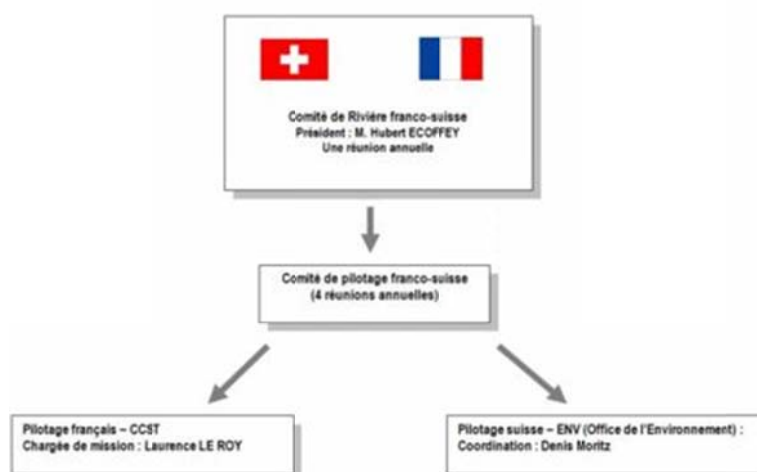 Comité de Rivière franco-suisse
Président : M. Hubert ECOFFEY
Une réunion annuelle
Comité de pilotage franco-suisse
(4 réunions annuelles)
Pilotage français – CCST
Chargée de mission : Laurence LE ROY
Pilotage suisse – ENV (Office de l'Environnement) :
Coordination : Denis Moritz